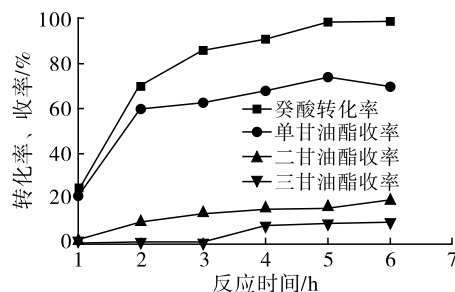 转化率、收率/%
100
80
60
40
20
0
癸酸转化率
单甘油酯收率
二甘油酯收率
三甘油酯收率
1 2 3 4 5 6 7
反应时间/h